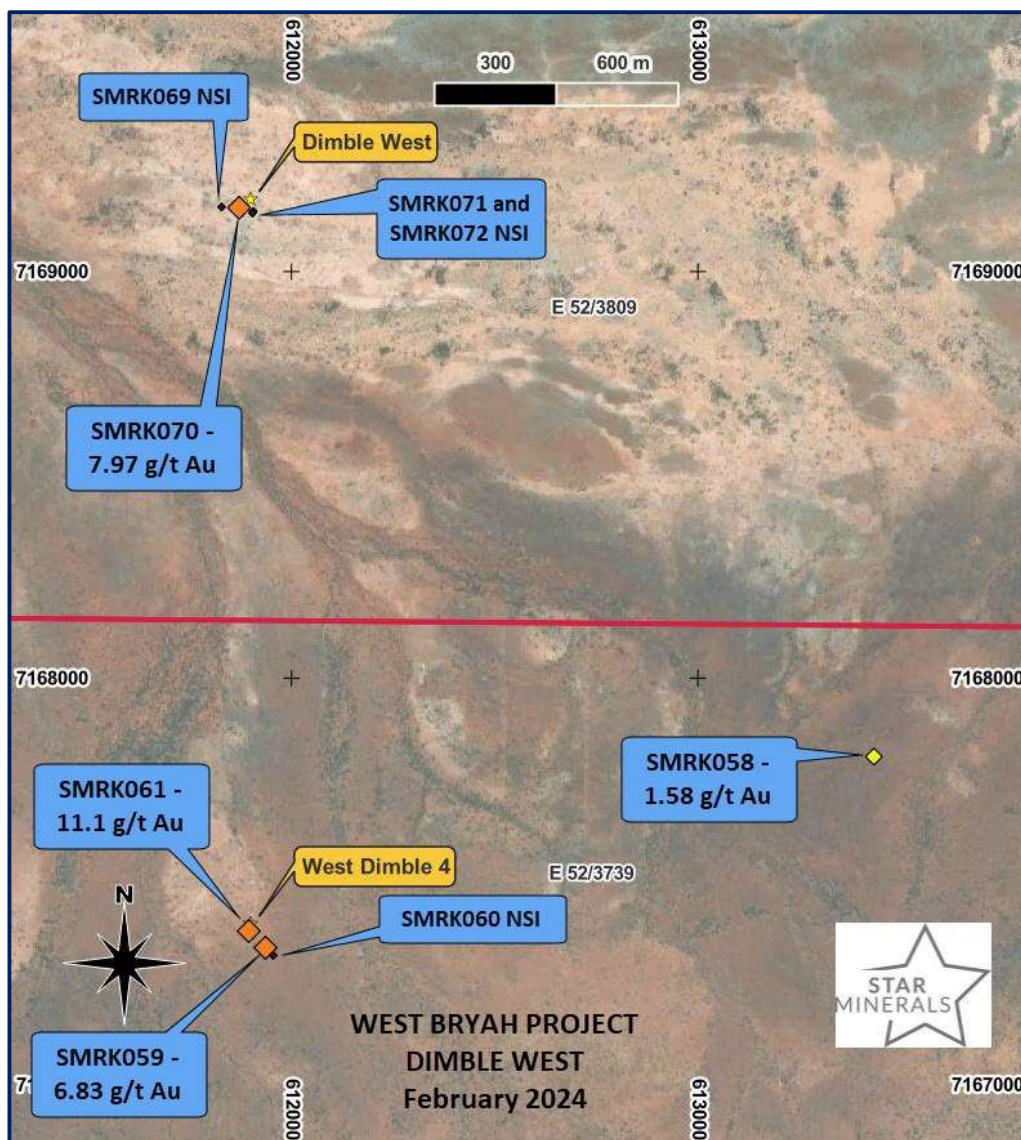 612000
613000
300
600 m
SMRK069 NSI
Dimble West
SMRK071 and
SMRK072 NSI
7169000
7169000
E 52/3809
SMRK070 -
7.97 g/t Au
7168000
7168000
SMRK058 -
1.58 g/t Au
SMRK061 -
11.1 g/t Au
West Dimble 4
E 52/3739
N
SMRK060 NSI
STAR
MINERALS
WEST BRYAH PROJECT
DIMBLE WEST
February 2024
SMRK059 -
6.83 g/t Au
612000
613000
7167000